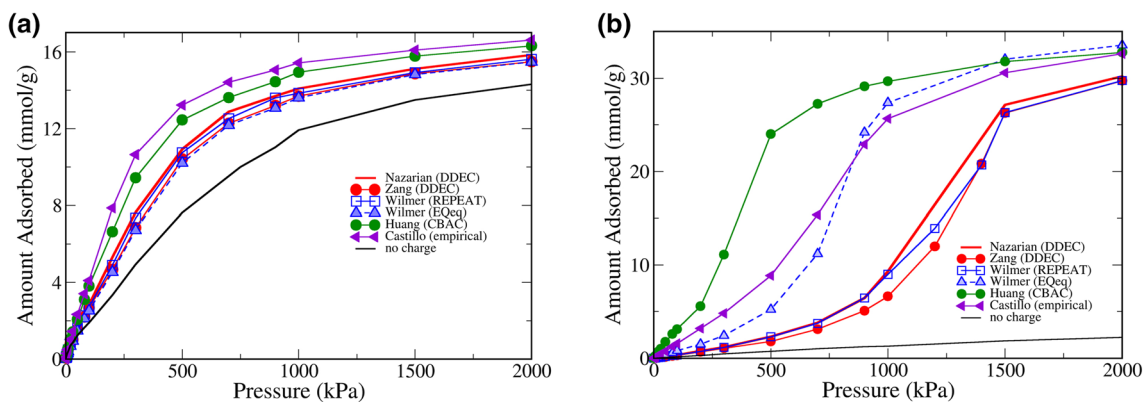 (a)
Amount Adsorbed (mmol/g)
16
12
8
4
0
Nazarian (DDEC)
Zang (DDEC)
Wilmer (REPEAT)
Wilmer (EQeq)
Huang (CBAC)
Castillo (empirical)
no charge
0
500
1000
1500
2000
Pressure (kPa)
(b)
Amount Adsorbed (mmol/g)
30
20
10
0
Nazarian (DDEC)
Zang (DDEC)
Wilmer (REPEAT)
Wilmer (EQeq)
Huang (CBAC)
Castillo (empirical)
no charge
0
500
1000
1500
2000
Pressure (kPa)